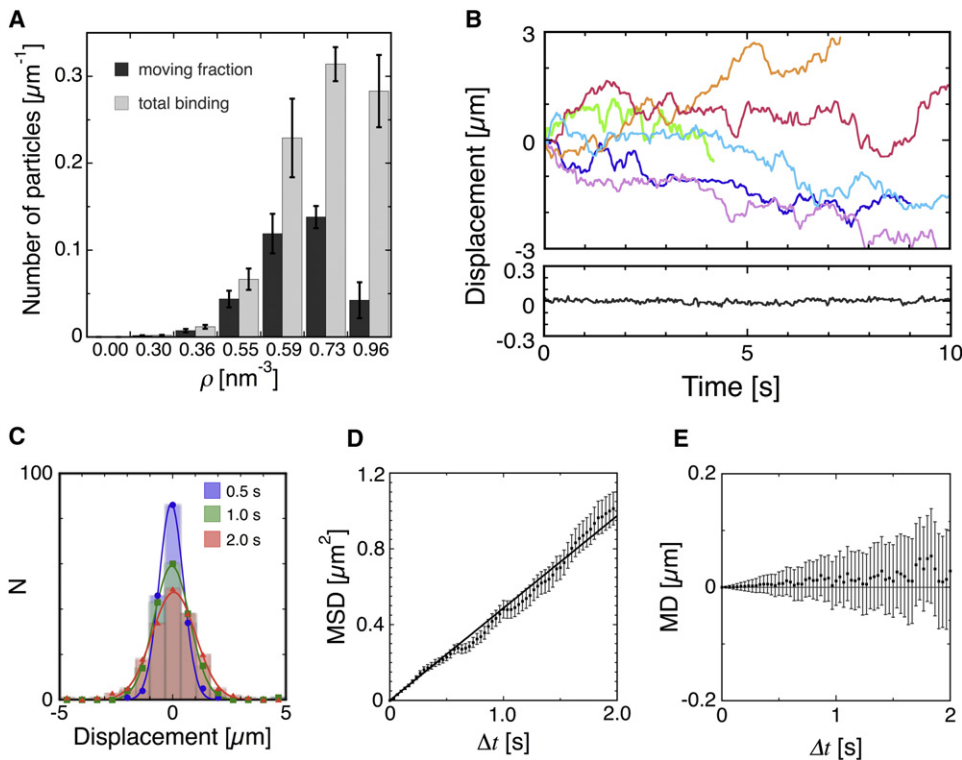 A
Number of particles [μm⁻¹]
0.3
0.2
0.1
0
moving fraction
total binding
0.00 0.30 0.36 0.55 0.59 0.73 0.96
ρ [nm⁻³]
B
Displacement [μm]
3
0
-3
0.3
0
-0.3
0 5 10
Time [s]
C
N
100
50
0
0.5 s
1.0 s
2.0 s
-5 0 5
Displacement [μm]
D
MSD [μm²]
1.2
0.8
0.4
0
0 1.0 2.0
Δt [s]
E
MD [μm]
0.2
0
-0.2
0 1 2
Δt [s]